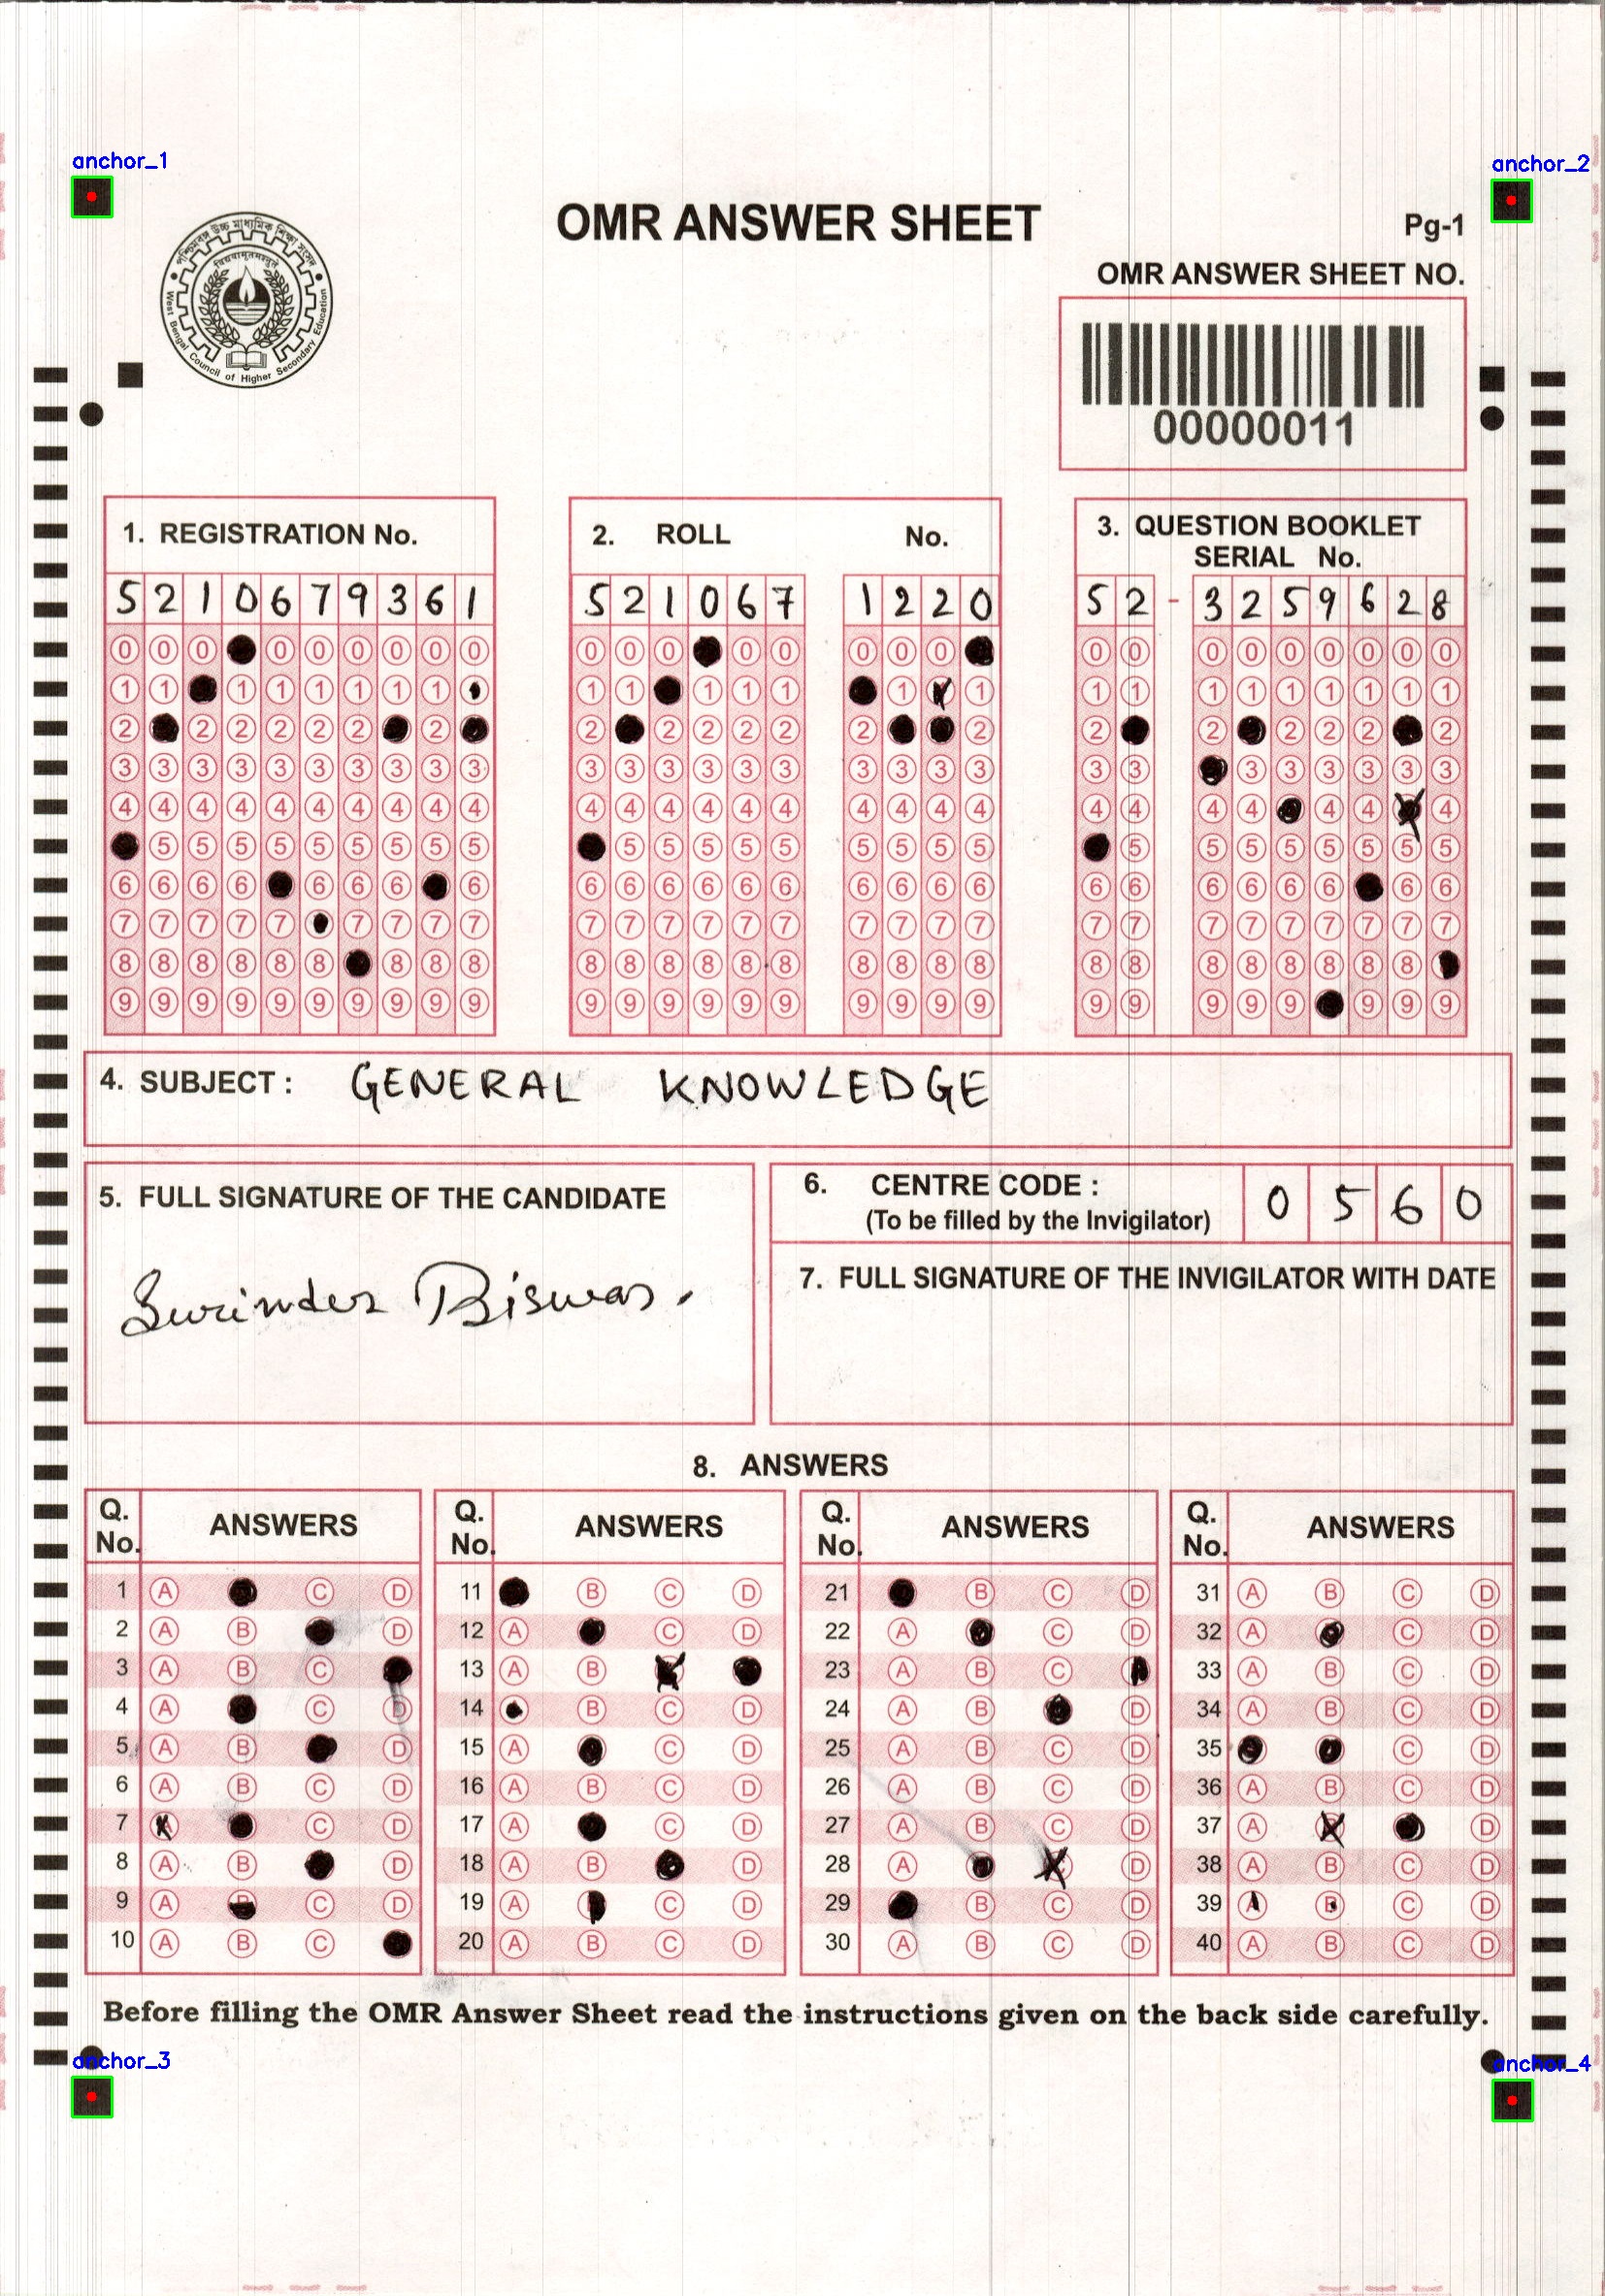 anchor_1
anchor_2
পশ্চিমবঙ্গ উচ্চ মাধ্যমিক শিক্ষা সংসদ
West Bengal Council of Higher Secondary Education
OMR ANSWER SHEET
Pg-1
OMR ANSWER SHEET NO.
00000011
1. REGISTRATION No.
5 2 1 0 6 7 9 3 6 1
2. ROLL No.
5 2 1 0 6 7 1 2 2 0
3. QUESTION BOOKLET
SERIAL No.
5 2 - 3 2 5 9 6 2 8
4. SUBJECT : GENERAL KNOWLEDGE
5. FULL SIGNATURE OF THE CANDIDATE
Surinder Biswas.
6. CENTRE CODE : 0 5 6 0
(To be filled by the Invigilator)
7. FULL SIGNATURE OF THE INVIGILATOR WITH DATE
8. ANSWERS
Q. No. ANSWERS Q. No. ANSWERS Q. No. ANSWERS Q. No. ANSWERS
1 A C D 11 B C D 21 B C D 31 A B C D
2 A B D 12 A C D 22 A C D 32 A C D
3 A B C 13 A B 23 A B C 33 A B C D
4 A C D 14 B C D 24 A B D 34 A B C D
5 A B D 15 A C D 25 A B C D 35 C D
6 A B C D 16 A B C D 26 A B C D 36 A B C D
7 A C D 17 A C D 27 A B C D 37 A B D
8 A B D 18 A B D 28 A C D 38 A B C D
9 A B C D 19 A C D 29 B C D 39 A B C D
10 A B C 20 A B C D 30 A B C D 40 A B C D
Before filling the OMR Answer Sheet read the instructions given on the back side carefully.
anchor_3
anchor_4